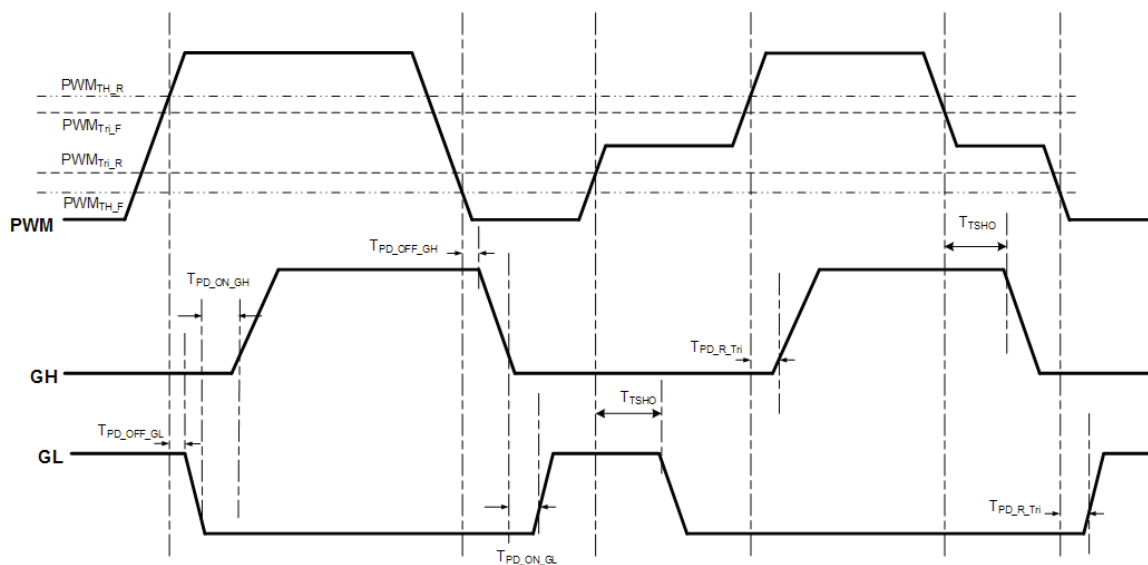 PWMTH_R
PWMTri_F
PWMTri_R
PWMTH_F
PWM
TPD_OFF_GH
TTSHO
TPD_ON_GH
TPD_R_Tri
GH
TTSHO
TPD_OFF_GL
GL
TPD_R_Tri
TPD_ON_GL